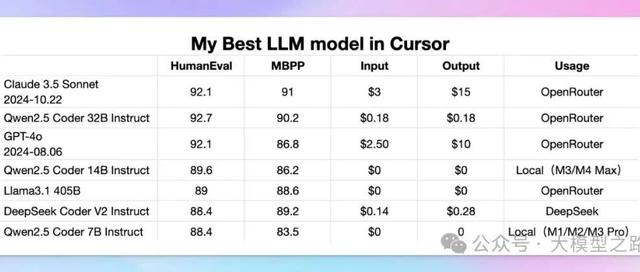 My Best LLM model in Cursor
HumanEval MBPP Input Output Usage
Claude 3.5 Sonnet
2024-10.22 92.1 91 $3 $15 OpenRouter
Qwen2.5 Coder 32B Instruct 92.7 90.2 $0.18 $0.18 OpenRouter
GPT-4o
2024-08.06 92.1 86.8 $2.50 $10 OpenRouter
Qwen2.5 Coder 14B Instruct 89.6 86.2 $0 $0 Local（M3/M4 Max）
Llama3.1 405B 89 88.6 $0 $0 OpenRouter
DeepSeek Coder V2 Instruct 88.4 89.2 $0.14 $0.28 DeepSeek
Qwen2.5 Coder 7B Instruct 88.4 83.5 $0 0 Local（M1/M2/M3 Pro）
公众号 · 大模型之路